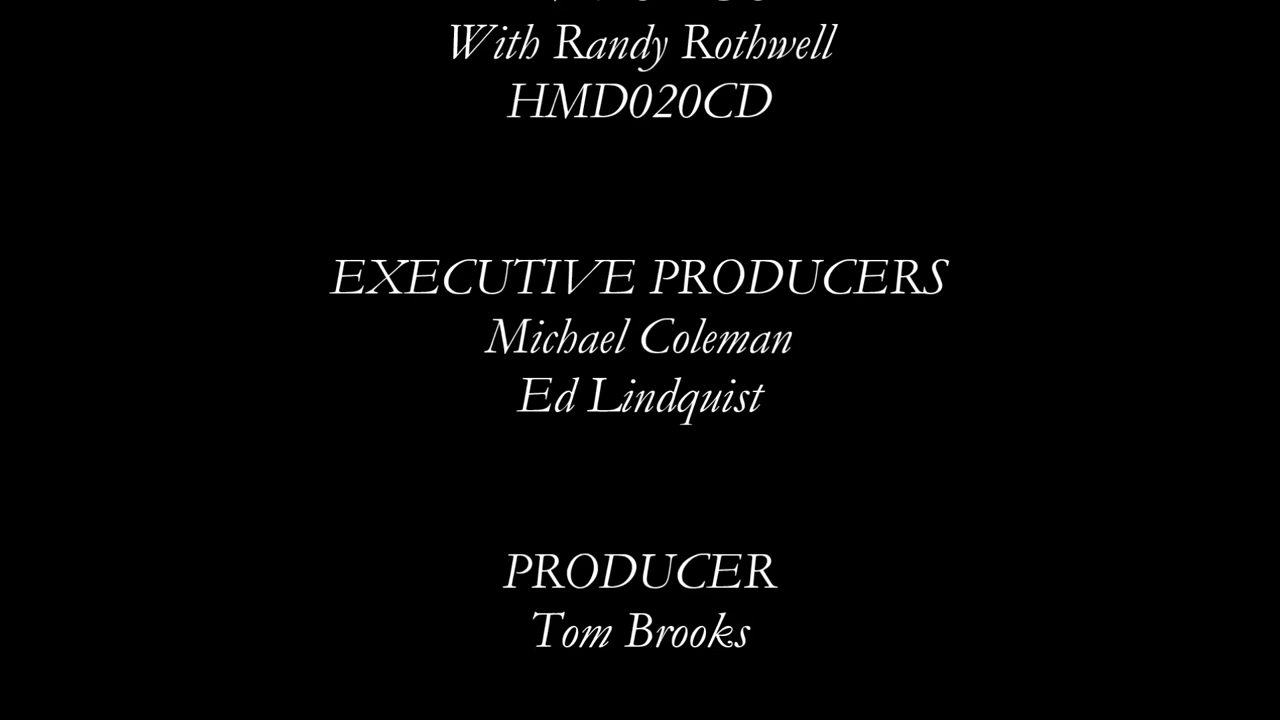 With Randy Rothwell
HMD020CD
EXECUTIVE PRODUCERS
Michael Coleman
Ed Lindquist
PRODUCER
Tom Brooks